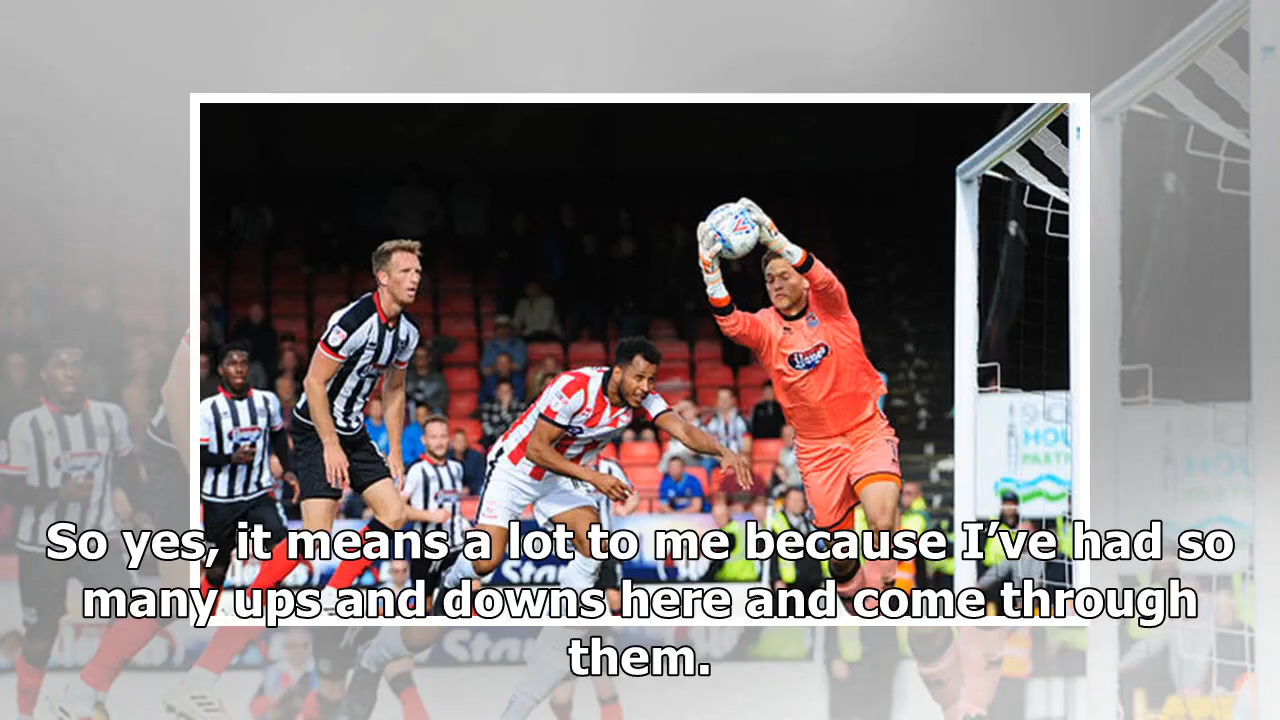 So yes, it means a lot to me because I’ve had so
many ups and downs here and come through
them.